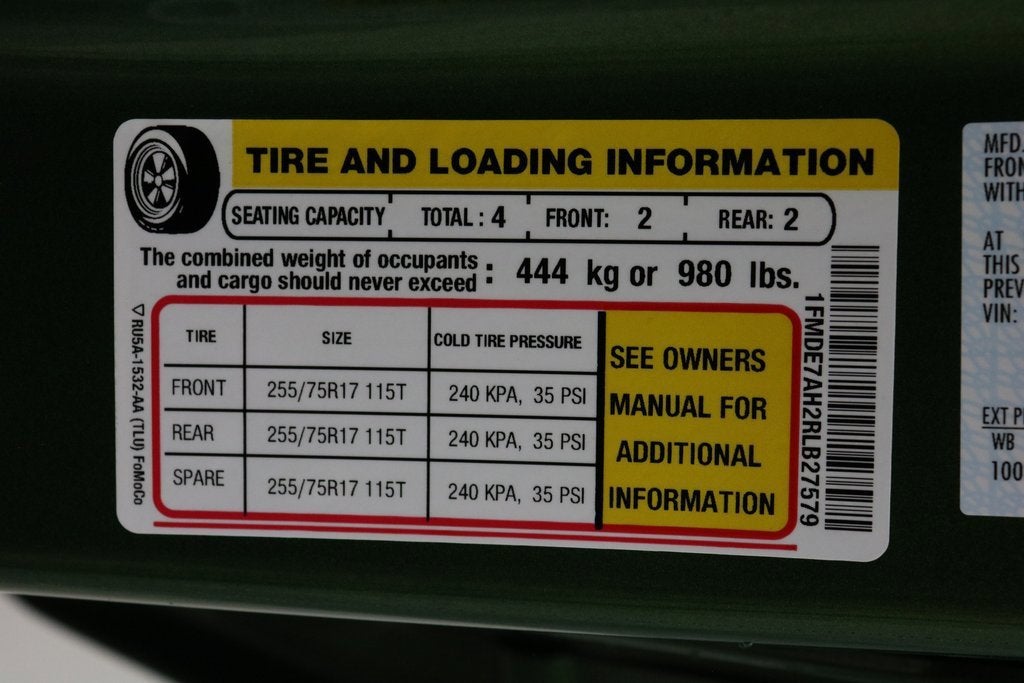 TIRE AND LOADING INFORMATION
SEATING CAPACITY TOTAL : 4 FRONT: 2 REAR: 2
The combined weight of occupants
and cargo should never exceed : 444 kg or 980 lbs.
TIRE SIZE COLD TIRE PRESSURE
FRONT 255/75R17 115T 240 KPA, 35 PSI
REAR 255/75R17 115T 240 KPA, 35 PSI
SPARE 255/75R17 115T 240 KPA, 35 PSI
SEE OWNERS
MANUAL FOR
ADDITIONAL
INFORMATION
1FMDE7AH2RLB27579
▽ RU5A-1532-AA (TLU) FoMoCo
MFD.
WITH
AT
THIS
VIN:
EXT
WB
100